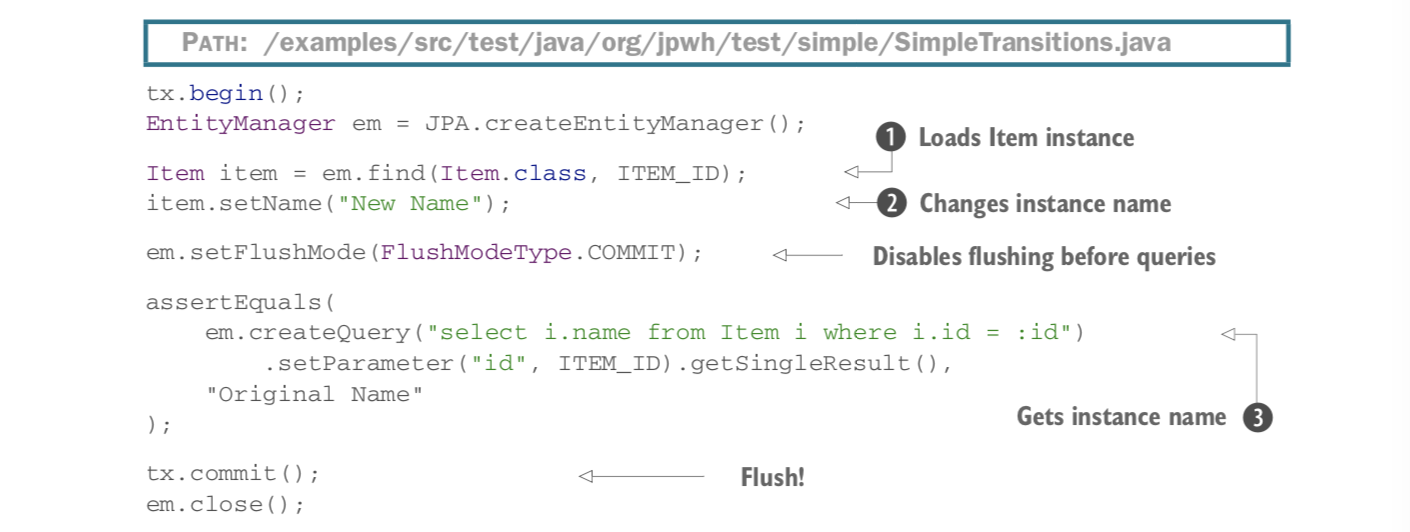 PATH: /examples/src/test/java/org/jpwh/test/simple/SimpleTransitions.java
tx.begin();
EntityManager em = JPA.createEntityManager();
❶ Loads Item instance
Item item = em.find(Item.class, ITEM_ID);
item.setName("New Name");
❷ Changes instance name
em.setFlushMode(FlushModeType.COMMIT);
Disables flushing before queries
assertEquals(
    em.createQuery("select i.name from Item i where i.id = :id")
        .setParameter("id", ITEM_ID).getSingleResult(),
    "Original Name"
Gets instance name ❸
);
tx.commit();
Flush!
em.close();